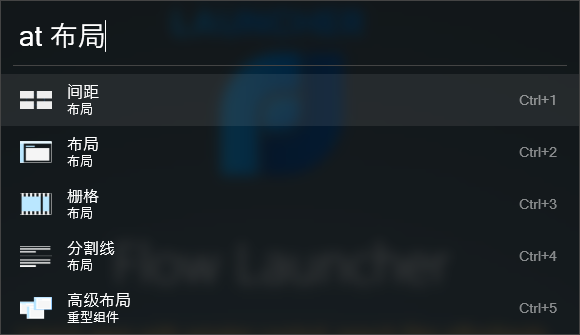 LAUNCHER
at 布局
间距
布局
Ctrl+1
布局
布局
Ctrl+2
栅格
布局
Ctrl+3
分割线
布局
Ctrl+4
Flow Launcher
高级布局
重型组件
Ctrl+5